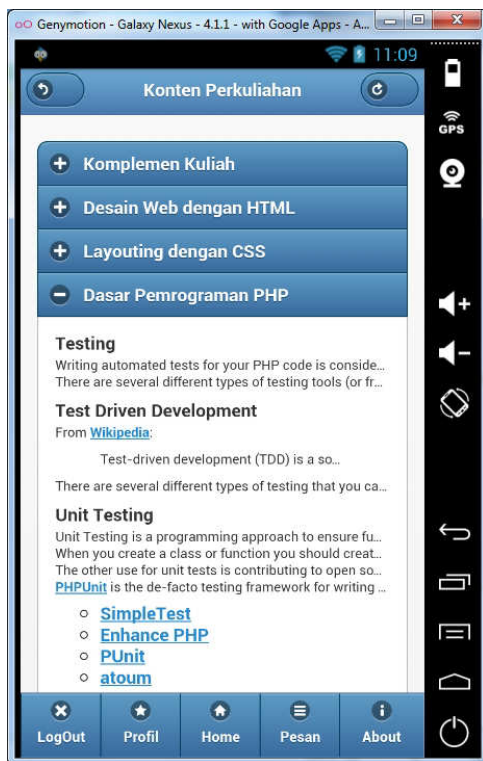 Genymotion - Galaxy Nexus - 4.1.1 - with Google Apps - A...
11:09
Konten Perkuliahan
GPS
Komplemen Kuliah
Desain Web dengan HTML
Layouting dengan CSS
Dasar Pemrograman PHP
Testing
Writing automated tests for your PHP code is conside...
There are several different types of testing tools (or fr...
Test Driven Development
From Wikipedia:
Test-driven development (TDD) is a so...
There are several different types of testing that you ca...
Unit Testing
Unit Testing is a programming approach to ensure fu...
When you create a class or function you should creat...
The other use for unit tests is contributing to open so...
PHPUnit is the de-facto testing framework for writing ...
SimpleTest
Enhance PHP
PUnit
atoum
LogOut Profil Home Pesan About